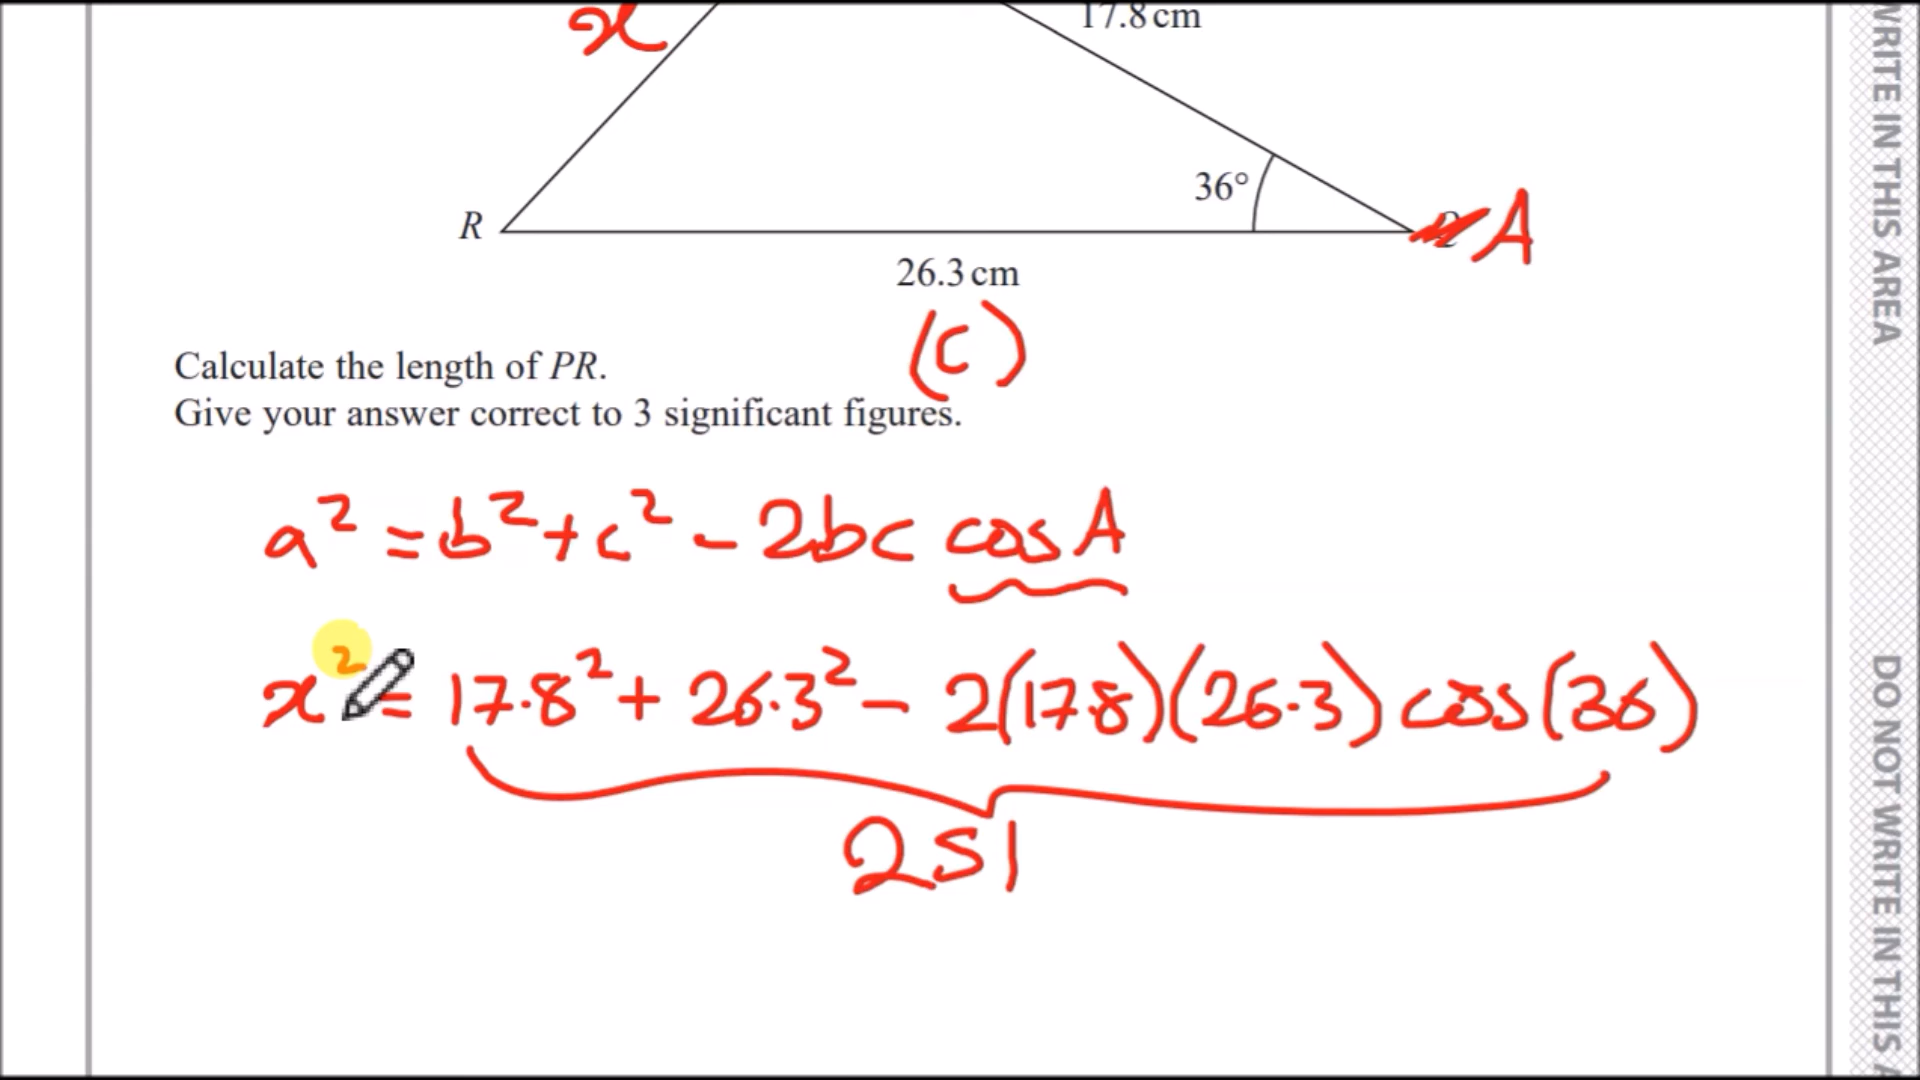 x
17.8 cm
36°
R
A
26.3 cm
(c)
Calculate the length of PR.
Give your answer correct to 3 significant figures.
a² = b² + c² - 2bc cos A
x² = 17.8² + 26.3² - 2(17.8)(26.3) cos(36)
251
WRITE IN THIS AREA
DO NOT WRITE IN THIS A